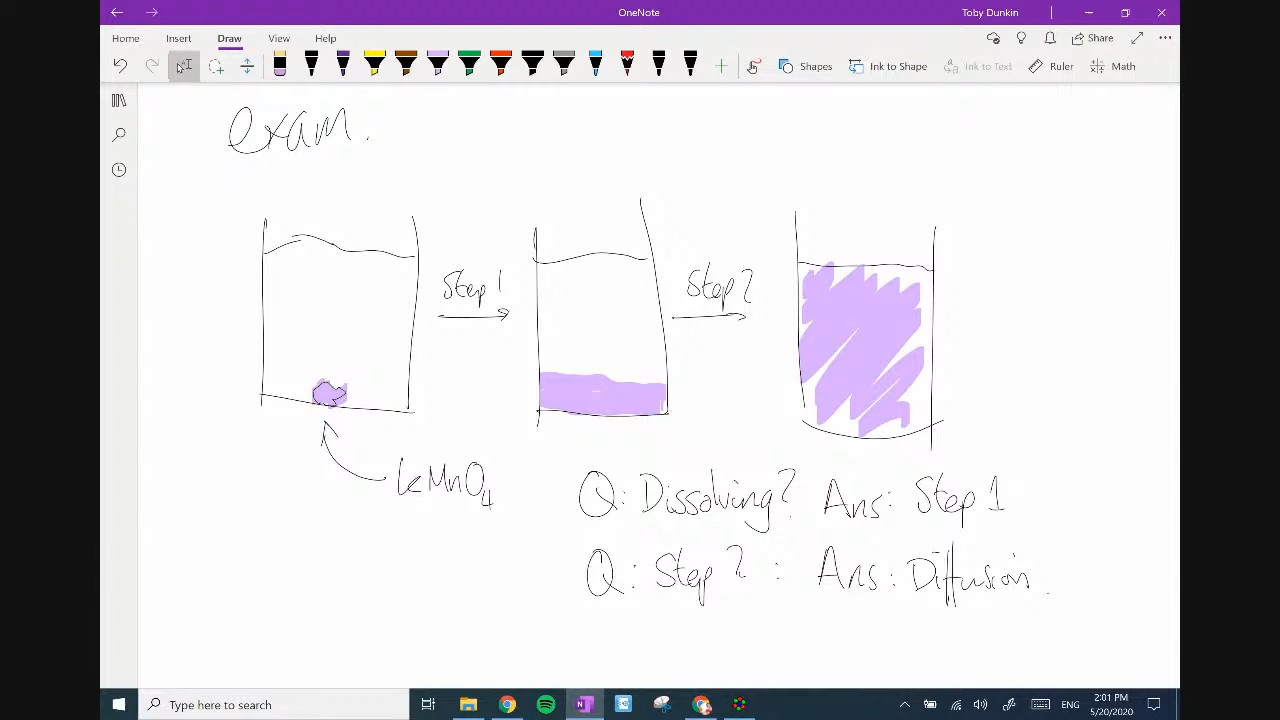 OneNote
Toby Dunkin
Home Insert Draw View Help
Share
Shapes Ink to Shape Ink to Text Ruler Math
exam.
Step 1
Step 2
KMnO4
Q: Dissolving? Ans: Step 1
Q: Step 2 : Ans: Diffusion.
Type here to search
ENG
2:01 PM
5/20/2020